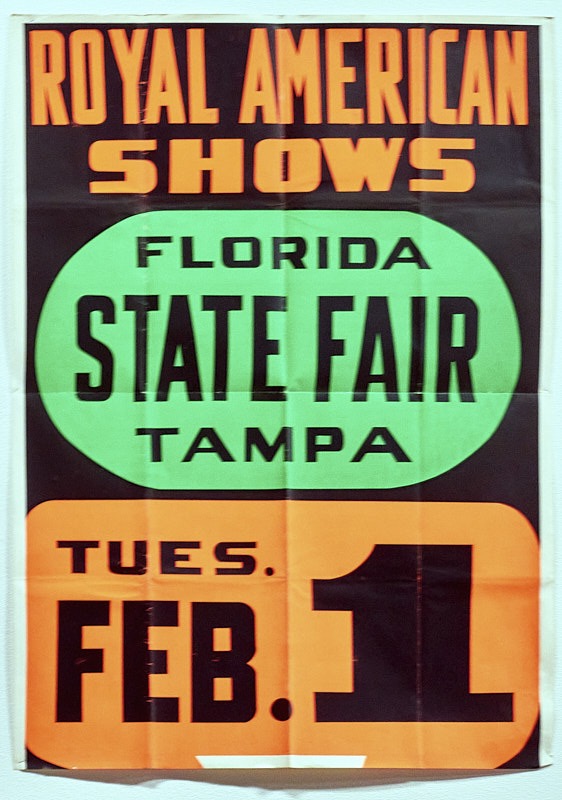 ROYAL AMERICAN
SHOWS
FLORIDA
STATE FAIR
TAMPA
TUES.
FEB. 1